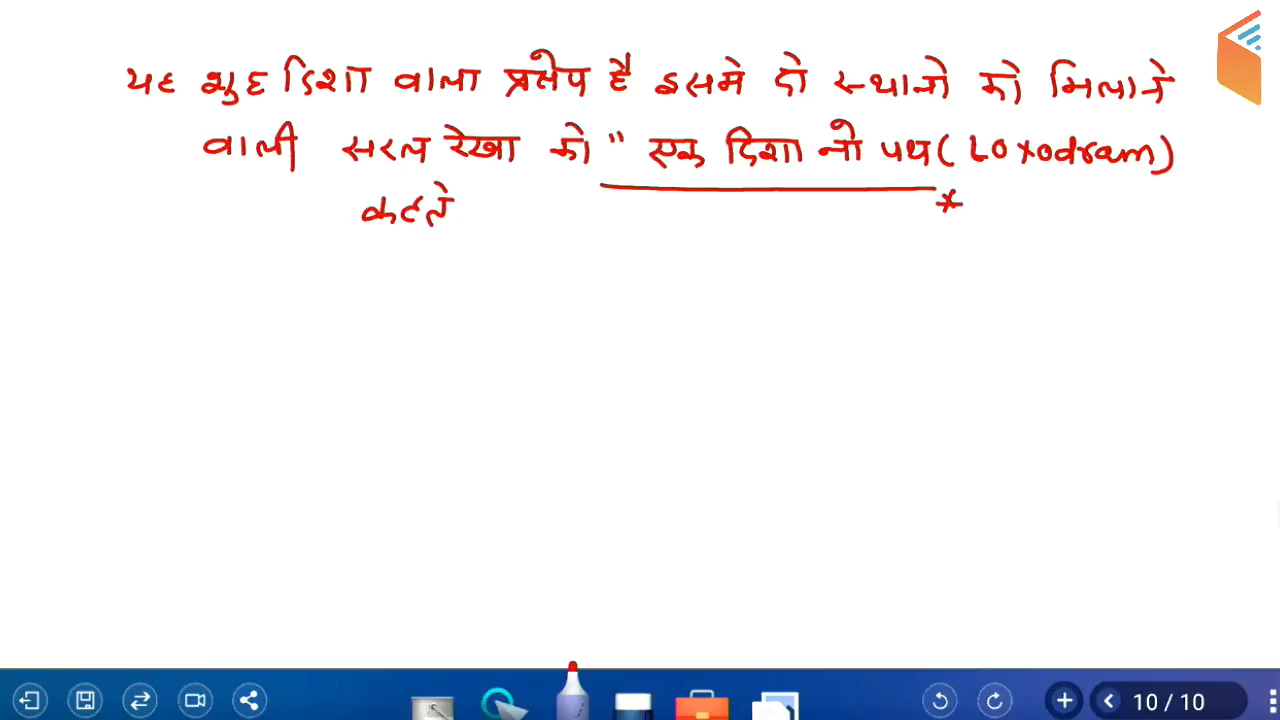 यह शुद्ध दिशा वाला प्रक्षेप है इसमे दो स्थानो को मिलाने
वाली सरल रेखा को " एक दिशा नौ पथ ( Loxodram)
कहते
10 / 10